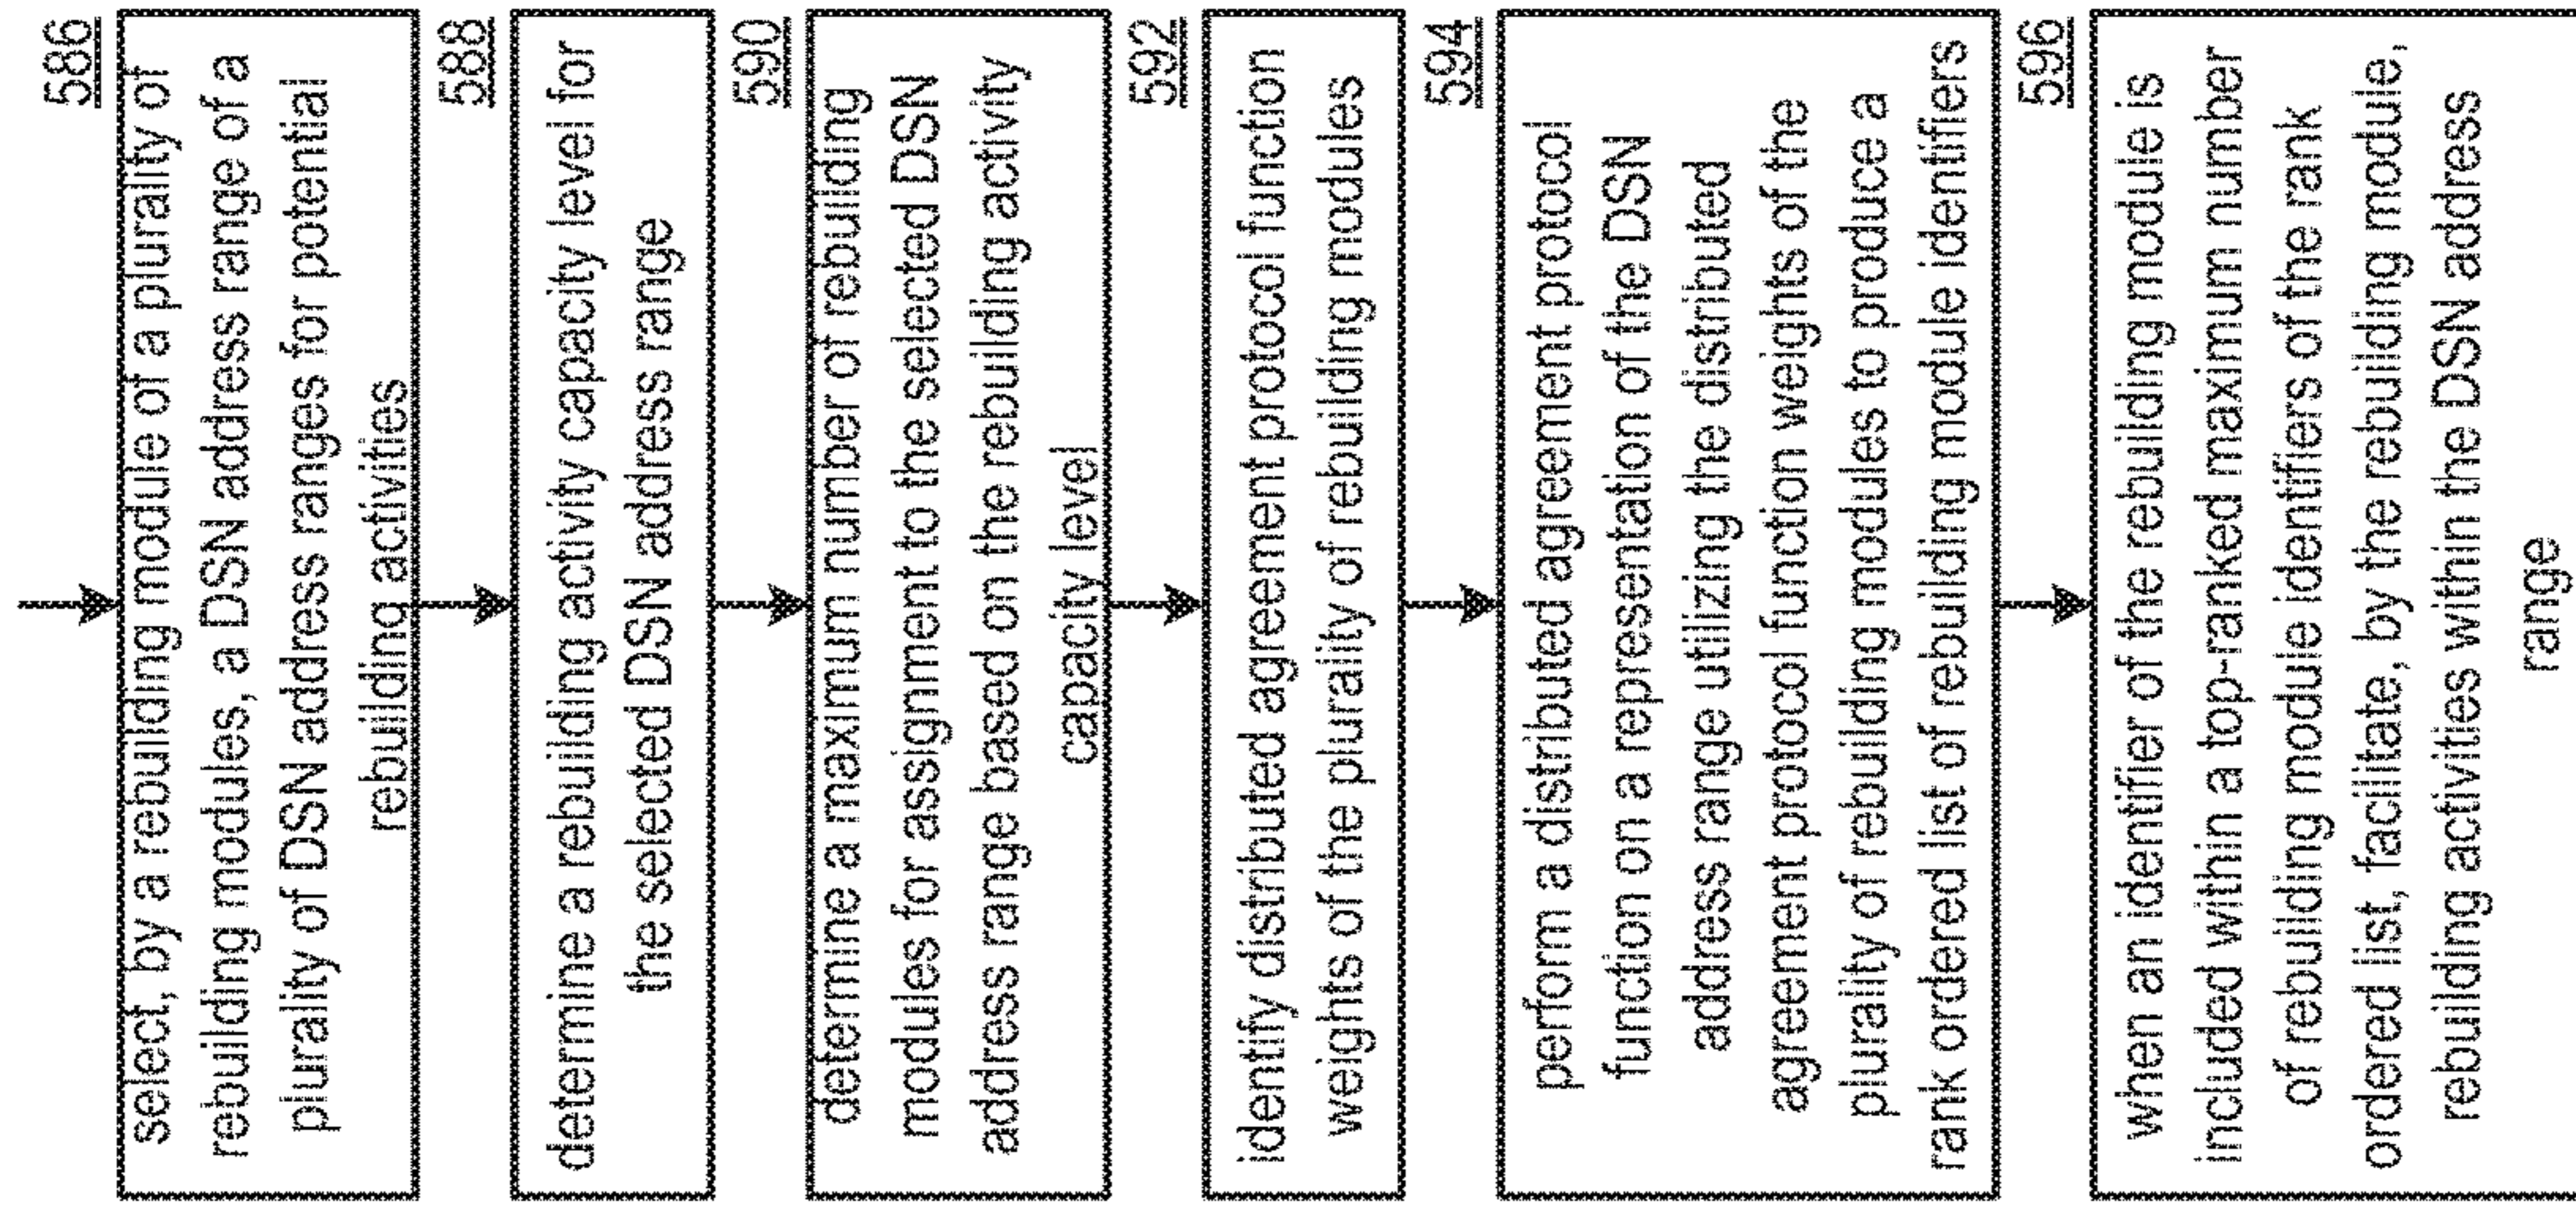 586
select, by a rebuilding module of a plurality of
rebuilding modules, a DSN address range of a
plurality of DSN address ranges for potential
rebuilding activities
588
determine a rebuilding activity capacity level for
the selected DSN address range
590
determine a maximum number of rebuilding
modules for assignment to the selected DSN
address range based on the rebuilding activity
capacity level
592
identify distributed agreement protocol function
weights of the plurality of rebuilding modules
594
perform a distributed agreement protocol
function on a representation of the DSN
address range utilizing the distributed
agreement protocol function weights of the
plurality of rebuilding modules to produce a
rank ordered list of rebuilding module identifiers
596
when an identifier of the rebuilding module is
included within a top-ranked maximum number
of rebuilding module identifiers of the rank
ordered list, facilitate, by the rebuilding module,
rebuilding activities within the DSN address
range